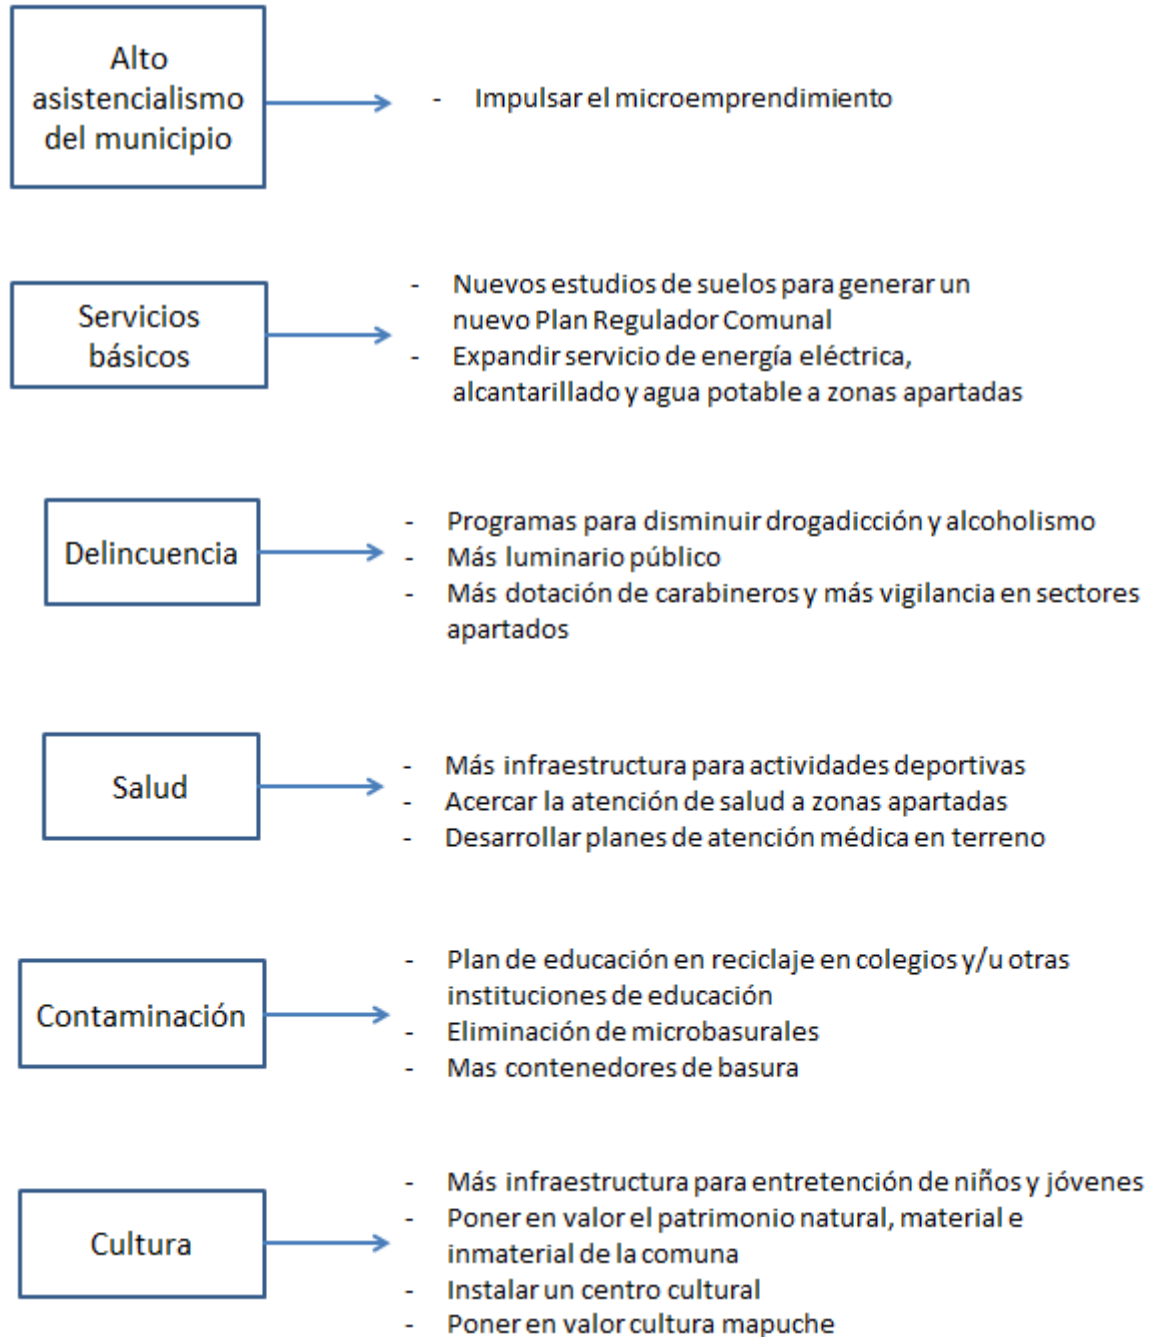 Alto
asistencialismo
del municipio
- Impulsar el microemprendimiento
Servicios
básicos
- Nuevos estudios de suelos para generar un
nuevo Plan Regulador Comunal
- Expandir servicio de energía eléctrica,
alcantarillado y agua potable a zonas apartadas
Delincuencia
- Programas para disminuir drogadicción y alcoholismo
- Más luminario público
- Más dotación de carabineros y más vigilancia en sectores
apartados
Salud
- Más infraestructura para actividades deportivas
- Acercar la atención de salud a zonas apartadas
- Desarrollar planes de atención médica en terreno
Contaminación
- Plan de educación en reciclaje en colegios y/u otras
instituciones de educación
- Eliminación de microbasurales
- Mas contenedores de basura
Cultura
- Más infraestructura para entretención de niños y jóvenes
- Poner en valor el patrimonio natural, material e
inmaterial de la comuna
- Instalar un centro cultural
- Poner en valor cultura mapuche